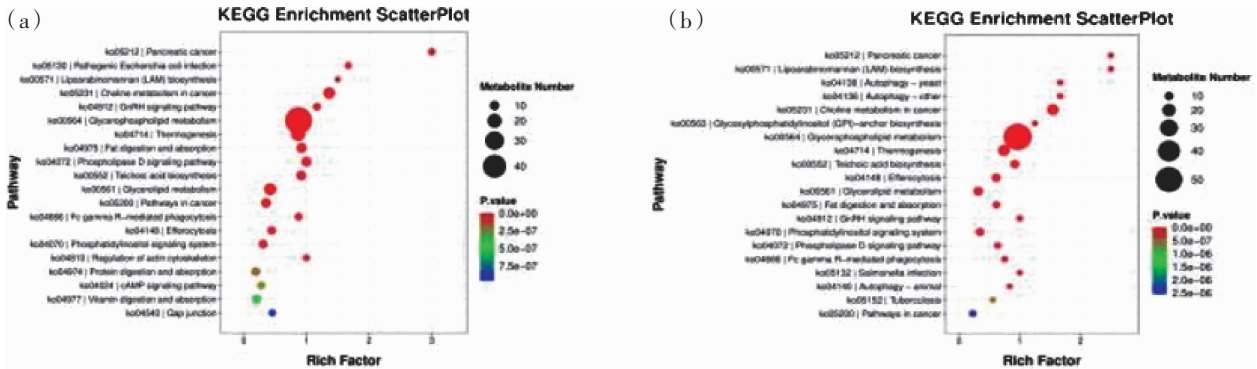 (a)
KEGG Enrichment ScatterPlot
ko05212 | Pancreatic cancer
ko05130 | Pathogenic Escherichia coli infection
ko00571 | Lipoarabinomannan (LAM) biosynthesis
ko05231 | Choline metabolism in cancer
ko04912 | GnRH signaling pathway
ko00564 | Glycerophospholipid metabolism
ko04714 | Thermogenesis
ko04975 | Fat digestion and absorption
ko04072 | Phospholipase D signaling pathway
ko00552 | Teichoic acid biosynthesis
ko00561 | Glycerolipid metabolism
ko05200 | Pathways in cancer
ko04666 | Fc gamma R-mediated phagocytosis
ko04148 | Efferocytosis
ko04070 | Phosphatidylinositol signaling system
ko04810 | Regulation of actin cytoskeleton
ko04974 | Protein digestion and absorption
ko04024 | cAMP signaling pathway
ko04977 | Vitamin digestion and absorption
ko04540 | Gap junction
Pathway
0 1 2 3
Rich Factor
Metabolite Number
10
20
30
40
P.value
0.0e+00
2.5e-07
5.0e-07
7.5e-07
(b)
KEGG Enrichment ScatterPlot
ko05212 | Pancreatic cancer
ko00571 | Lipoarabinomannan (LAM) biosynthesis
ko04138 | Autophagy - yeast
ko04136 | Autophagy - other
ko05231 | Choline metabolism in cancer
ko00563 | Glycosylphosphatidylinositol (GPI)-anchor biosynthesis
ko00564 | Glycerophospholipid metabolism
ko04714 | Thermogenesis
ko00552 | Teichoic acid biosynthesis
ko04148 | Efferocytosis
ko00561 | Glycerolipid metabolism
ko04975 | Fat digestion and absorption
ko04912 | GnRH signaling pathway
ko04070 | Phosphatidylinositol signaling system
ko04072 | Phospholipase D signaling pathway
ko04666 | Fc gamma R-mediated phagocytosis
ko05132 | Salmonella infection
ko04140 | Autophagy - animal
ko05152 | Tuberculosis
ko05200 | Pathways in cancer
Pathway
0 1 2
Rich Factor
Metabolite Number
10
20
30
40
50
P.value
0.0e+00
5.0e-07
1.0e-06
1.5e-06
2.0e-06
2.5e-06